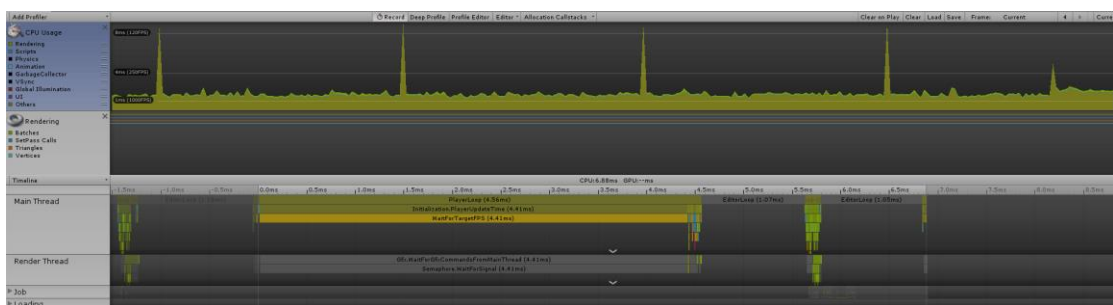 Add Profiler
Record Deep Profile Profile Editor Editor Allocation Callstacks
Clear on Play Clear Load Save Frame: Current
CPU Usage
Rendering
Scripts
Physics
Animation
GarbageCollector
VSync
Global Illumination
UI
Others
8ms (120FPS)
4ms (250FPS)
1ms (1000FPS)
Rendering
Batches
SetPass Calls
Triangles
Vertices
Timeline
CPU:6.88ms GPU:--ms
-1.5ms -1.0ms -0.5ms 0.0ms 0.5ms 1.0ms 1.5ms 2.0ms 2.5ms 3.0ms 3.5ms 4.0ms 4.5ms 5.0ms 5.5ms 6.0ms 6.5ms 7.0ms 7.5ms 8.0ms 8.5ms
Main Thread
PlayerLoop (4.56ms)
EditorLoop (1.07ms)
EditorLoop (1.05ms)
Initialization.PlayerUpdateTime (4.41ms)
WaitForTargetFPS (4.41ms)
Render Thread
Gfx.WaitForGfxCommandsFromMainThread (4.41ms)
Semaphore.WaitForSignal (4.41ms)
Job
Loading